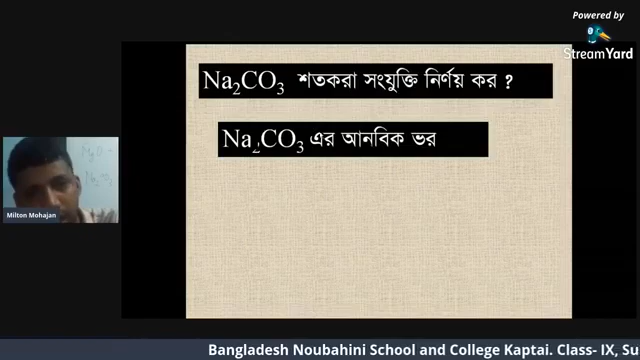 Powered by
StreamYard
Na₂CO₃ শতকরা সংযুক্তি নির্ণয় কর ?
Na₂CO₃ এর আনবিক ভর
Milton Mohajan
Bangladesh Noubahini School and College Kaptai. Class- IX, Su